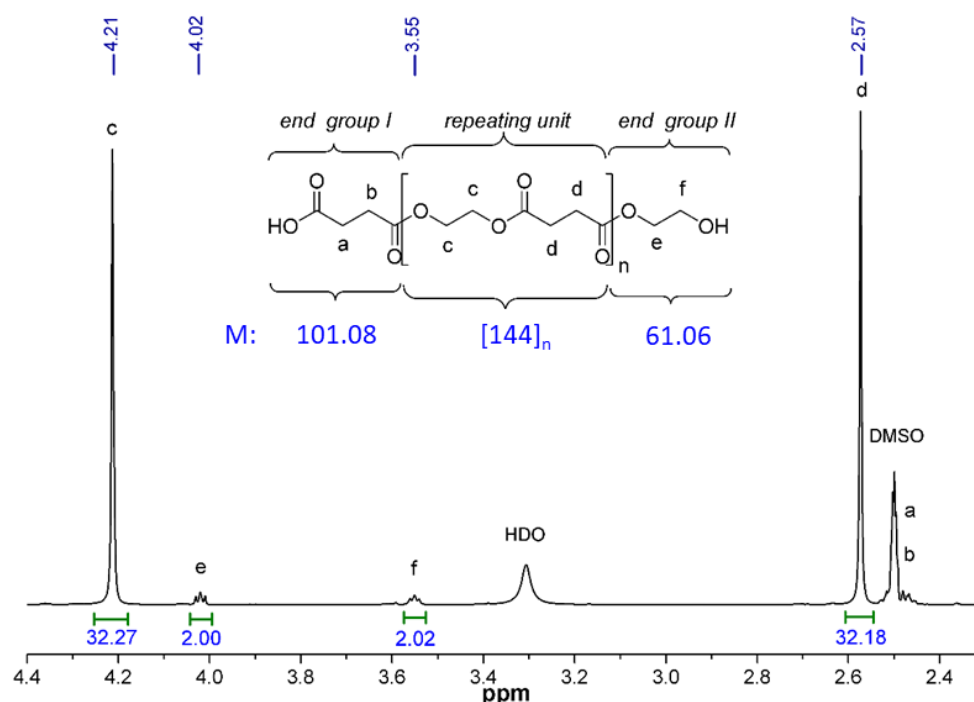 4.21
4.02
3.55
2.57
d
c
end group I
repeating unit
end group II
O
b
c
O
d
f
HO
a
O
O
c
O
d
O
O
n
e
OH
M:
101.08
[144]n
61.06
DMSO
a
b
HDO
e
f
32.27
2.00
2.02
32.18
4.4
4.2
4.0
3.8
3.6
3.4
3.2
3.0
2.8
2.6
2.4
ppm